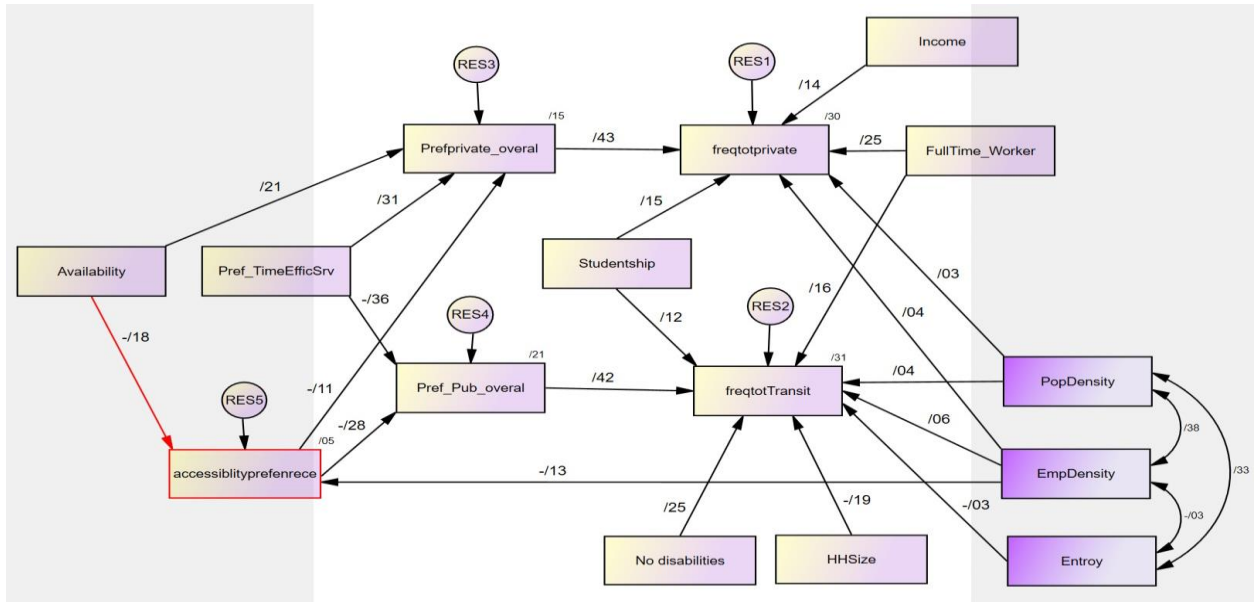 Income
RES3
RES1
/14
/15
/30
Prefprivate_overal
/43
freqtotprivate
/25
FullTime_Worker
/21
/31
/15
Availability
Pref_TimeEfficSrv
Studentship
/03
-/36
/16
/04
-/18
RES4
/12
RES2
/21
/31
Pref_Pub_overal
/42
freqtotTransit
/04
PopDensity
RES5
-/11
/06
/38
/05
-/28
accessiblityprefenrece
-/13
EmpDensity
/33
/25
-/19
-/03
-/03
No disabilities
HHSize
Entroy